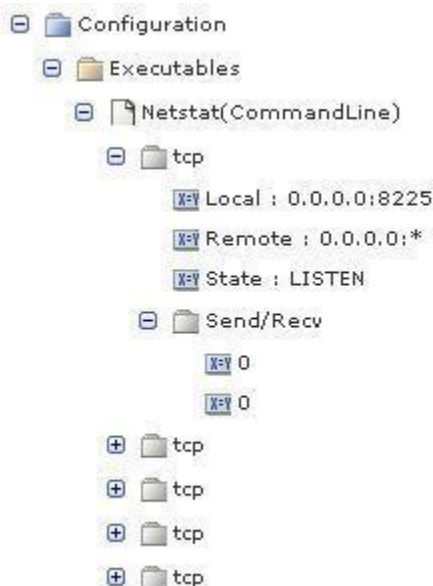 Configuration
Executables
Netstat(CommandLine)
tcp
X=Y Local : 0.0.0.0:8225
X=Y Remote : 0.0.0.0:*
X=Y State : LISTEN
Send/Recv
X=Y 0
X=Y 0
tcp
tcp
tcp
tcp